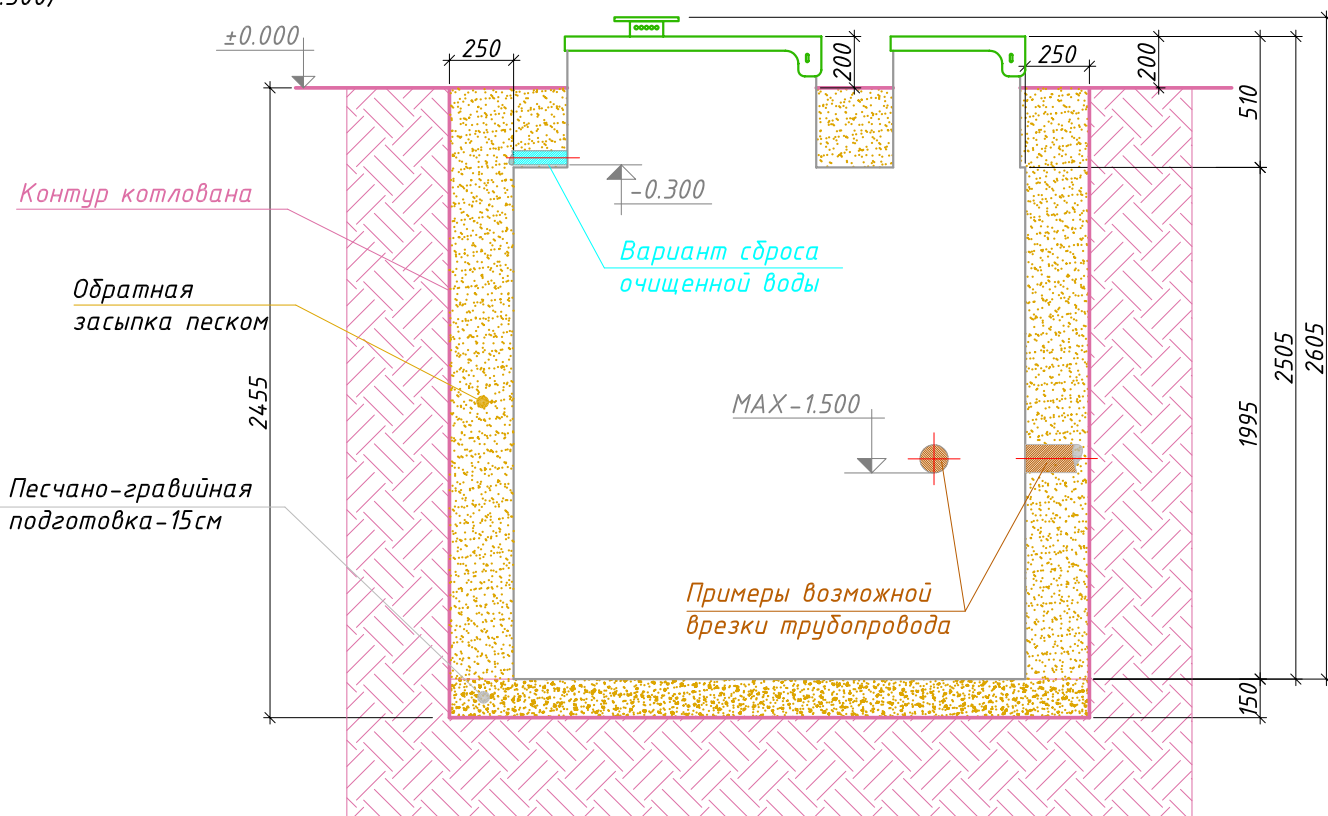 ±0.000
250
200
250
200
510
Контур котлована
-0.300
Вариант сброса
очищенной воды
Обратная
засыпка песком
2455
MAX-1.500
1995
2505
2605
Песчано-гравийная
подготовка-15см
Примеры возможной
врезки трубопровода
150